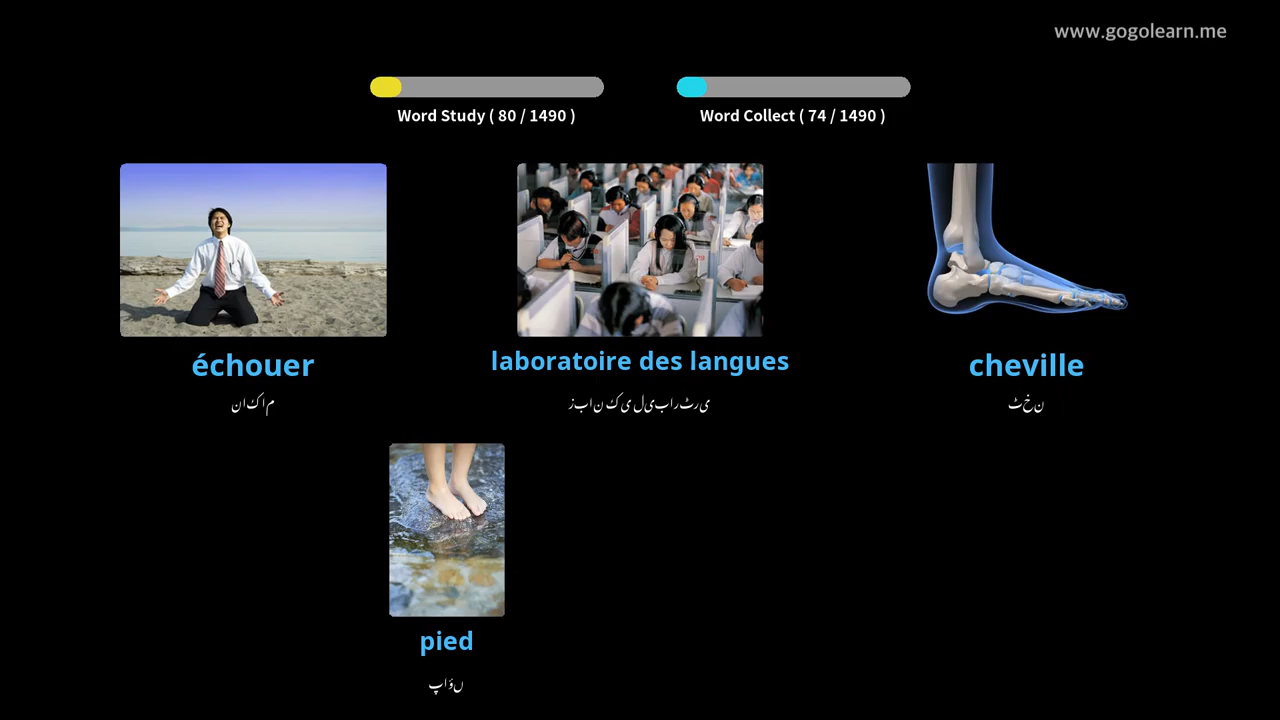 www.gogolearn.me
Word Study ( 80 / 1490 )
Word Collect ( 74 / 1490 )
échouer
laboratoire des langues
cheville
ناکام
زبان کی لیبارٹری
ٹخن
pied
پاؤں